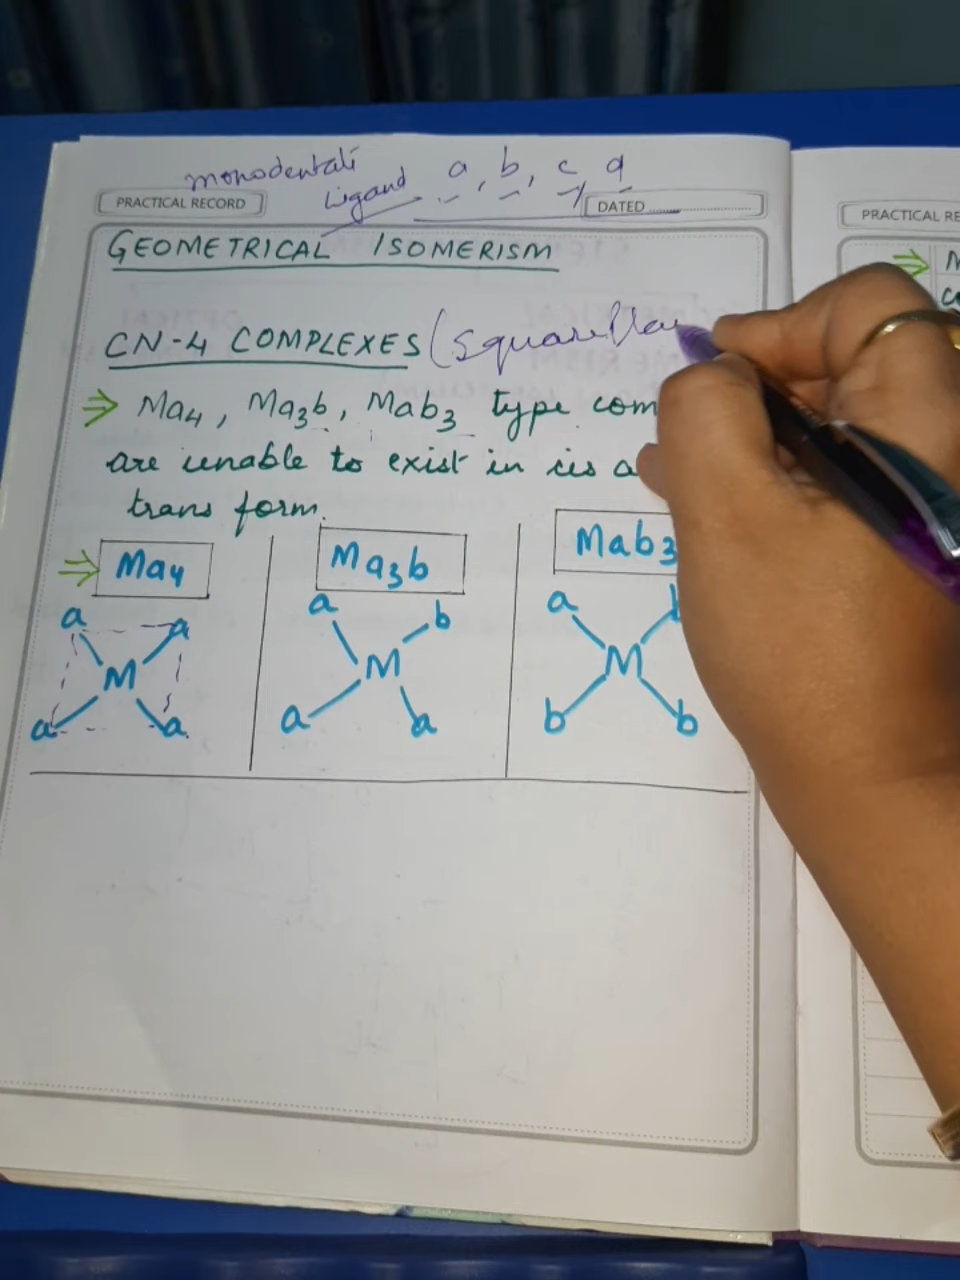 monodentate
Ligand a, b, c, d
PRACTICAL RECORD
DATED
GEOMETRICAL ISOMERISM
CN-4 COMPLEXES (Square Plan
⇒ Ma₄, Ma₃b, Mab₃ type com
are unable to exist in cis a
trans form.
⇒ Ma₄
Ma₃b
Mab₃
a a
M
a a
a b
M
a a
a b
M
b b
PRACTICAL RE
⇒